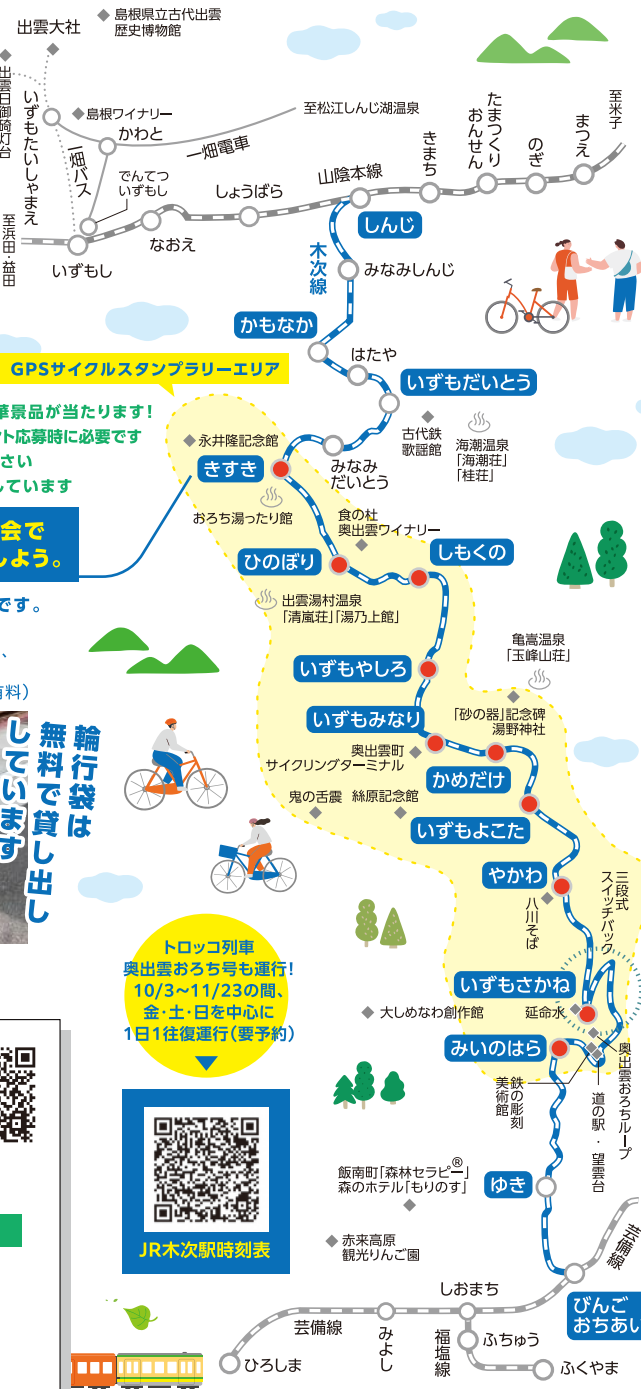 島根県立古代出雲
歴史博物館
出雲大社
出雲日御碕灯台
いずもたいしゃまえ
島根ワイナリー
かわと
至松江しんじ湖温泉
一畑電車
一畑バス
でんてつ
いずもし
至浜田・益田
いずもし
なおえ
しょうばら
山陰本線
きまち
たまつくり
おんせん
のぎ
まつえ
至米子
しんじ
木次線
みなみしんじ
かもなか
はたや
GPSサイクルスタンプラリーエリア
いずもだいとう
華景品が当たります!
ント応募時に必要です
さい
しています
永井隆記念館
古代鉄
歌謡館
海潮温泉
「海潮荘」
「桂荘」
きすき
みなみ
だいとう
おろち湯ったり館
会で
しよう。
食の杜
奥出雲ワイナリー
ひのぼり
しもくの
です。
出雲湯村温泉
「清嵐荘」「湯乃上館」
、
有料)
亀嵩温泉
「玉峰山荘」
いずもやしろ
いずもみなり
「砂の器」記念碑
湯野神社
輪行袋は
無料で貸し出し
しています
奥出雲町
サイクリングターミナル
かめだけ
鬼の舌震
絲原記念館
いずもよこた
やかわ
八川そば
三段式
スイッチバック
トロッコ列車
奥出雲おろち号も運行!
10/3~11/23の間、
金・土・日を中心に
1日1往復運行(要予約)
いずもさかね
大しめなわ創作館
延命水
みいのはら
奥出雲おろちループ
道の駅・望雲台
鉄の彫刻
美術館
JR木次駅時刻表
飯南町「森林セラピー®」
森のホテル「もりのす」
ゆき
赤来高原
観光りんご園
芸備線
びんご
おちあい
しおまち
芸備線
みよし
福塩線
ふちゅう
ひろしま
ふくやま